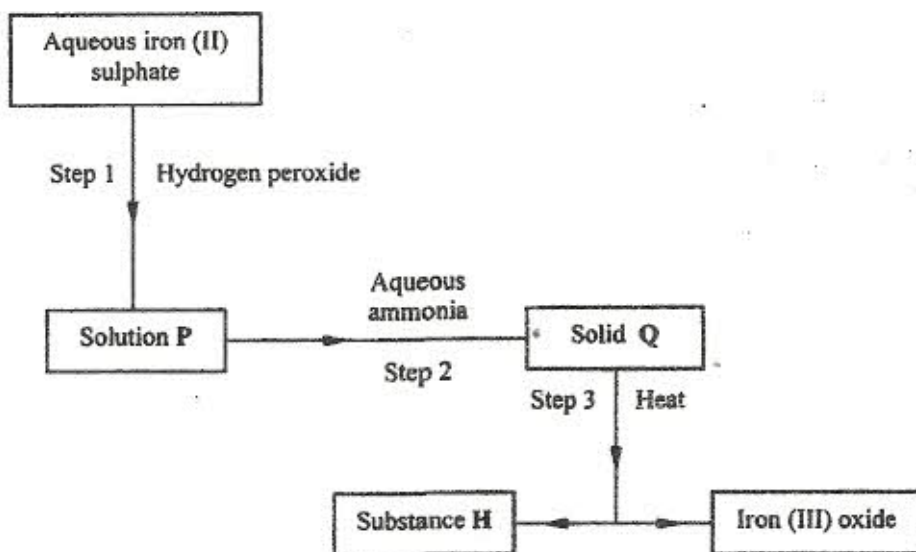 Aqueous iron (II)
sulphate
Step 1
Hydrogen peroxide
Aqueous
ammonia
Solution P
Solid Q
Step 2
Step 3
Heat
Substance H
Iron (III) oxide